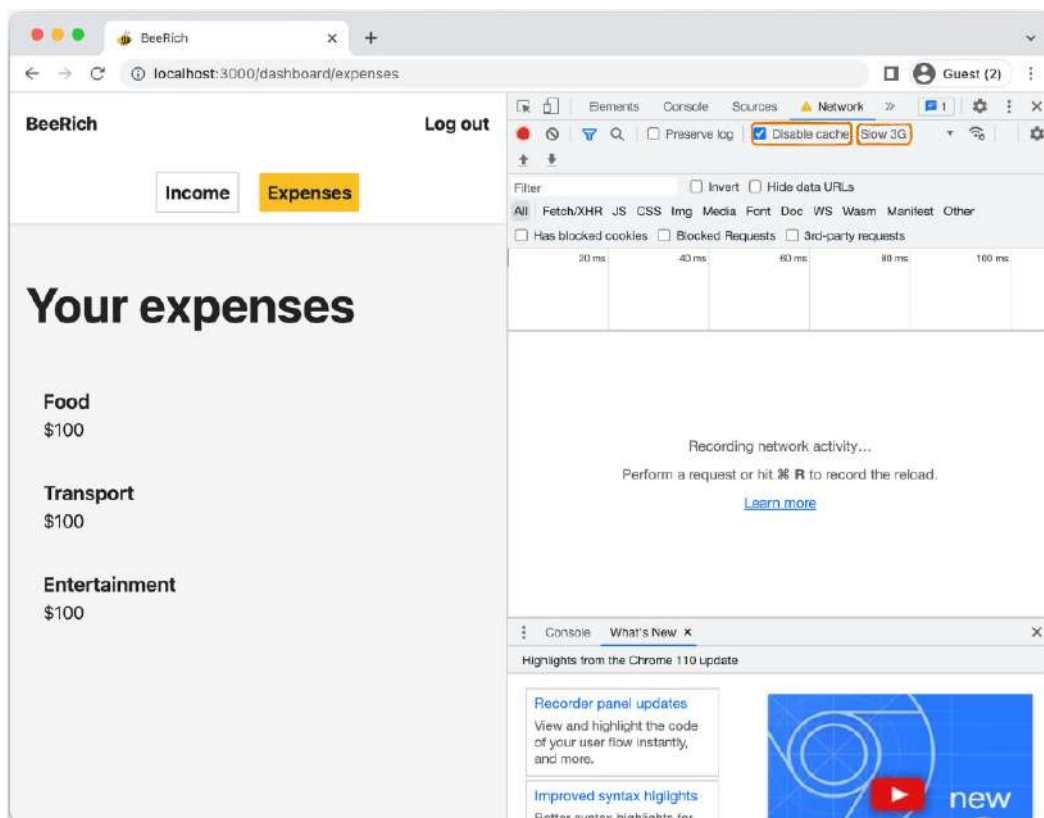 BeeRich
localhost:3000/dashboard/expenses
Guest (2)
BeeRich
Log out
Income
Expenses
Your expenses
Food
$100
Transport
$100
Entertainment
$100
Elements Console Sources Network » 1
Preserve log Disable cache Slow 3G
Filter Invert Hide data URLs
All Fetch/XHR JS CSS Img Media Font Doc WS Wasm Manifest Other
Has blocked cookies Blocked Requests 3rd-party requests
20 ms 40 ms 60 ms 80 ms 100 ms
Recording network activity...
Perform a request or hit ⌘ R to record the reload.
Learn more
Console What's New
Highlights from the Chrome 110 update
Recorder panel updates
View and highlight the code
of your user flow instantly,
and more.
Improved syntax higlights
Better syntax highlights for
new